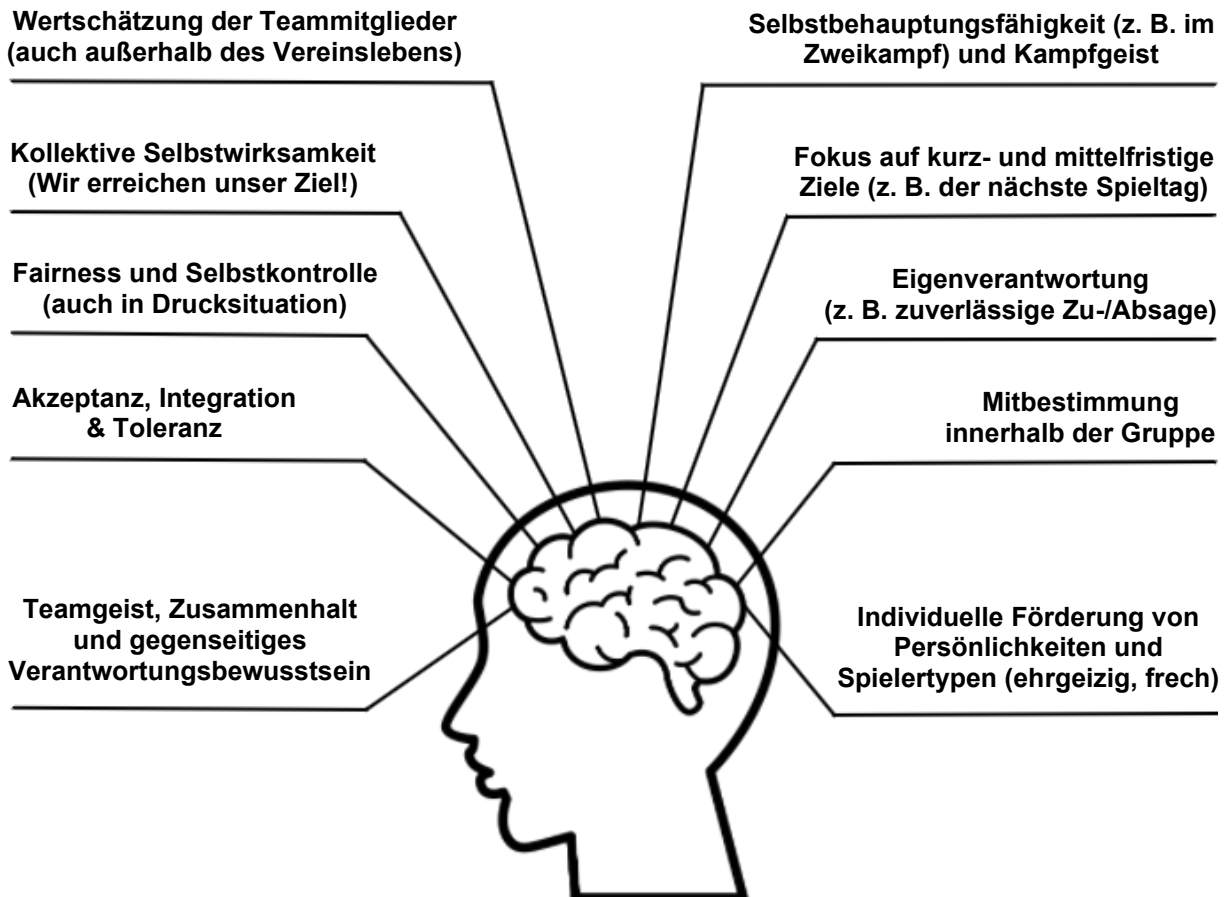 Wertschätzung der Teammitglieder
(auch außerhalb des Vereinslebens)
Kollektive Selbstwirksamkeit
(Wir erreichen unser Ziel!)
Fairness und Selbstkontrolle
(auch in Drucksituation)
Akzeptanz, Integration
& Toleranz
Teamgeist, Zusammenhalt
und gegenseitiges
Verantwortungsbewusstsein
Selbstbehauptungsfähigkeit (z. B. im
Zweikampf) und Kampfgeist
Fokus auf kurz- und mittelfristige
Ziele (z. B. der nächste Spieltag)
Eigenverantwortung
(z. B. zuverlässige Zu-/Absage)
Mitbestimmung
innerhalb der Gruppe
Individuelle Förderung von
Persönlichkeiten und
Spielertypen (ehrgeizig, frech)